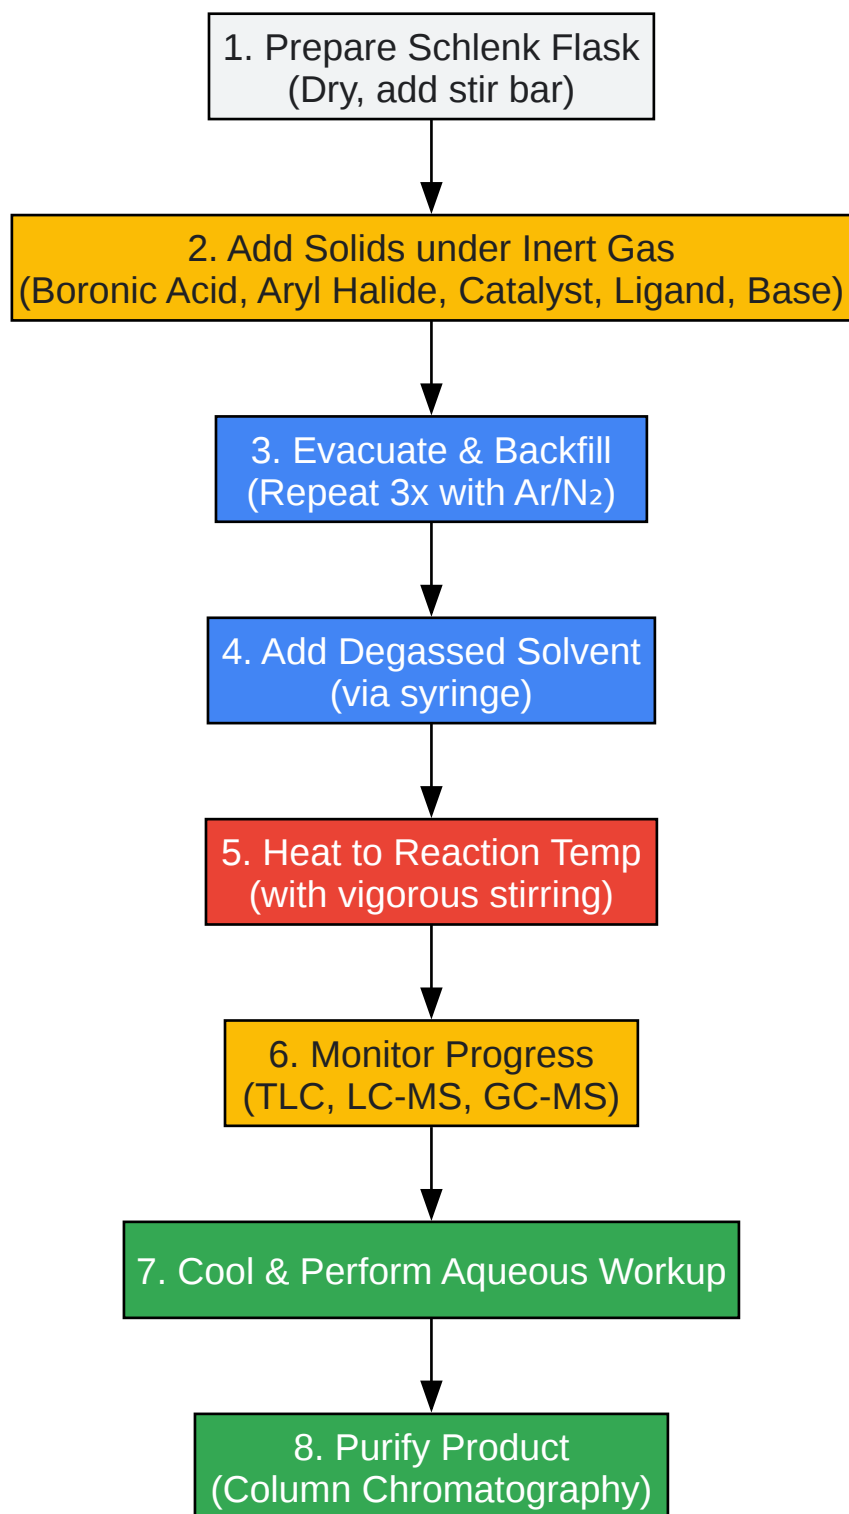 1. Prepare Schlenk Flask
(Dry, add stir bar)
2. Add Solids under Inert Gas
(Boronic Acid, Aryl Halide, Catalyst, Ligand, Base)
3. Evacuate & Backfill
(Repeat 3x with Ar/N₂)
4. Add Degassed Solvent
(via syringe)
5. Heat to Reaction Temp
(with vigorous stirring)
6. Monitor Progress
(TLC, LC-MS, GC-MS)
7. Cool & Perform Aqueous Workup
8. Purify Product
(Column Chromatography)